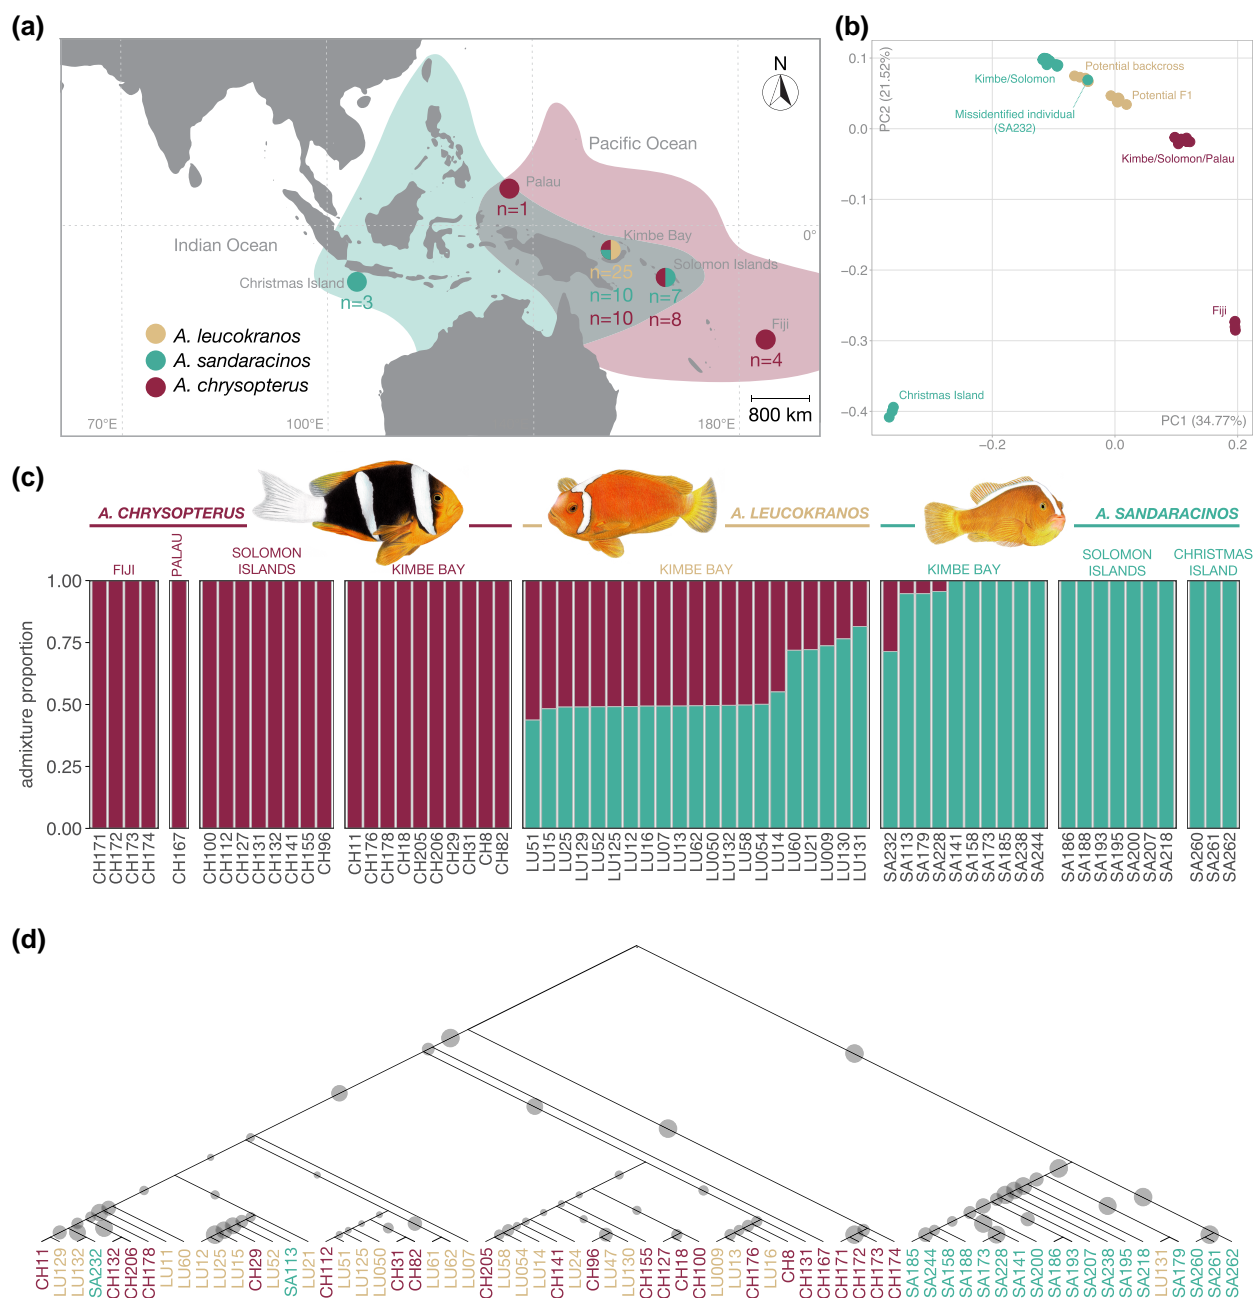 (a)
N
Pacific Ocean
Palau
n=1
Indian Ocean
0°
Kimbe Bay
Solomon Islands
Christmas Island
n=3
n=25
n=10
n=10
n=7
n=8
Fiji
n=4
A. leucokranos
A. sandaracinos
A. chrysopterus
800 km
70°E
100°E
180°E
(b)
PC2 (21.52%)
0.1
0.0
−0.1
−0.2
−0.3
−0.4
Kimbe/Solomon
Potential backcross
Missidentified individual
(SA232)
Potential F1
Kimbe/Solomon/Palau
Fiji
Christmas Island
PC1 (34.77%)
−0.2
0.0
0.2
(c)
A. CHRYSOPTERUS
A. LEUCOKRANOS
A. SANDARACINOS
FIJI
PALAU
SOLOMON
ISLANDS
KIMBE BAY
KIMBE BAY
KIMBE BAY
SOLOMON
ISLANDS
CHRISTMAS
ISLAND
admixture proportion
1.00
0.75
0.50
0.25
0.00
CH171
CH172
CH173
CH174
CH167
CH100
CH112
CH127
CH131
CH132
CH141
CH155
CH96
CH11
CH176
CH178
CH18
CH205
CH206
CH29
CH31
CH8
CH82
LU51
LU15
LU25
LU129
LU52
LU125
LU12
LU16
LU07
LU13
LU62
LU050
LU132
LU58
LU054
LU14
LU60
LU21
LU009
LU130
LU131
SA232
SA113
SA179
SA228
SA141
SA158
SA173
SA185
SA238
SA244
SA186
SA188
SA193
SA195
SA200
SA207
SA218
SA260
SA261
SA262
(d)
CH11
LU129
LU132
SA232
CH132
CH206
CH178
LU11
LU60
LU12
LU25
LU15
CH29
LU52
SA113
LU21
CH112
LU51
LU125
LU050
CH31
CH82
LU61
LU62
LU07
CH205
LU58
LU054
LU14
CH141
LU24
CH96
LU47
LU130
CH155
CH127
CH18
CH100
LU009
LU13
CH176
LU16
CH8
CH131
CH167
CH171
CH172
CH173
CH174
SA185
SA244
SA158
SA188
SA173
SA228
SA141
SA200
SA186
SA193
SA207
SA238
SA195
SA218
LU131
SA179
SA260
SA261
SA262